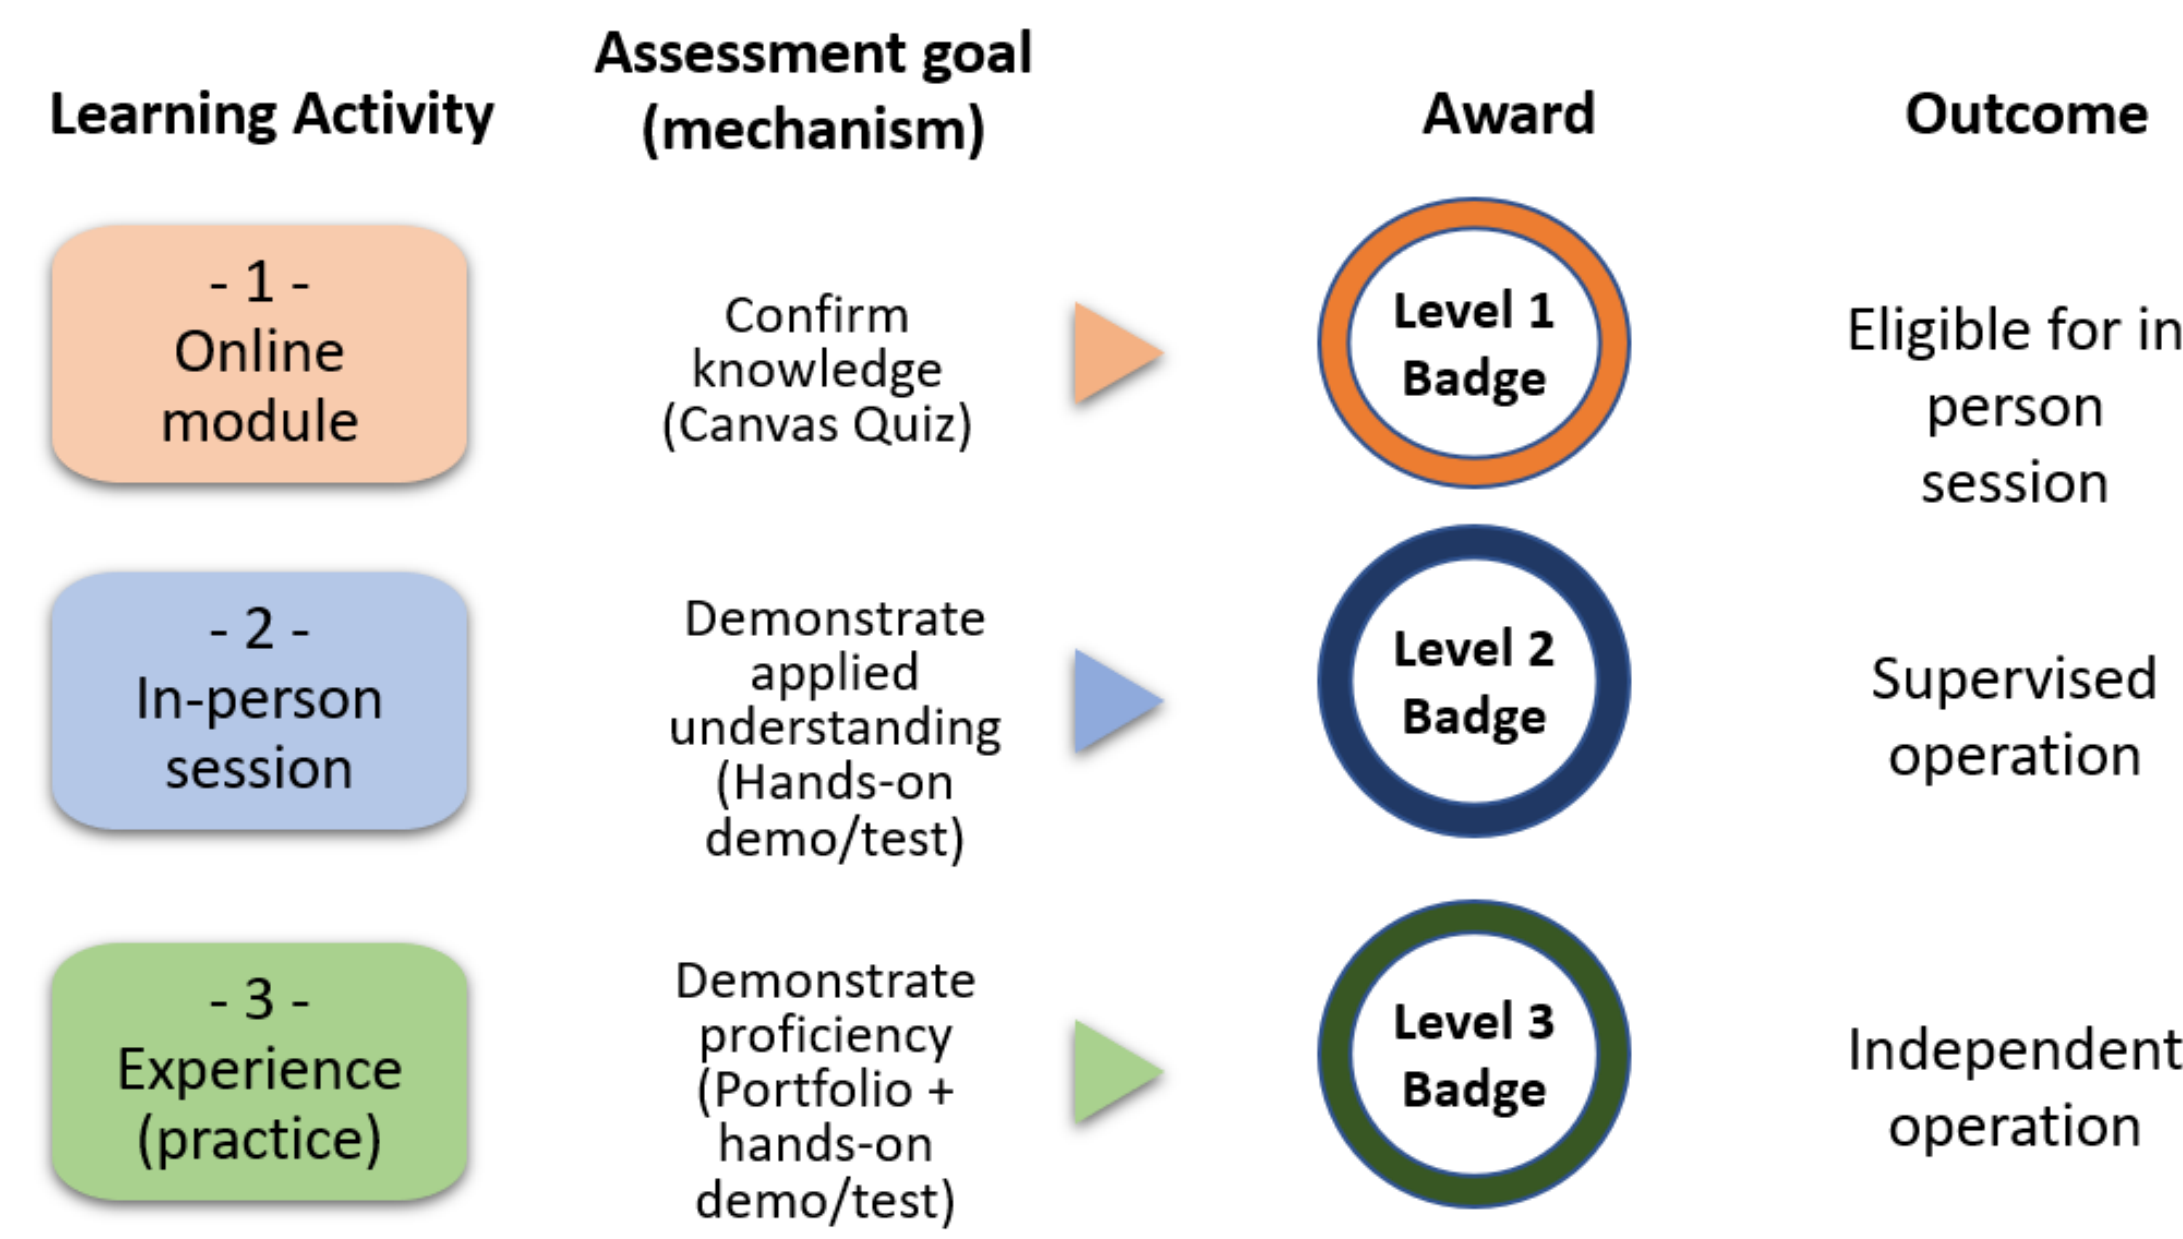 Learning Activity
Assessment goal
(mechanism)
Award
Outcome
- 1 -
Online
module
Confirm
knowledge
(Canvas Quiz)
Level 1
Badge
Eligible for in
person
session
- 2 -
In-person
session
Demonstrate
applied
understanding
(Hands-on
demo/test)
Level 2
Badge
Supervised
operation
- 3 -
Experience
(practice)
Demonstrate
proficiency
(Portfolio +
hands-on
demo/test)
Level 3
Badge
Independent
operation